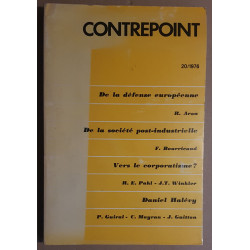 CONTREPOINT
20/1976
De la défense européenne
R. Aron
De la société post-industrielle
F. Bourricaud
Vers le corporatisme?
R. E. Pahl - J.T. Winkler
Daniel Halévy
P. Guiral - C. Mayran - J. Guitton